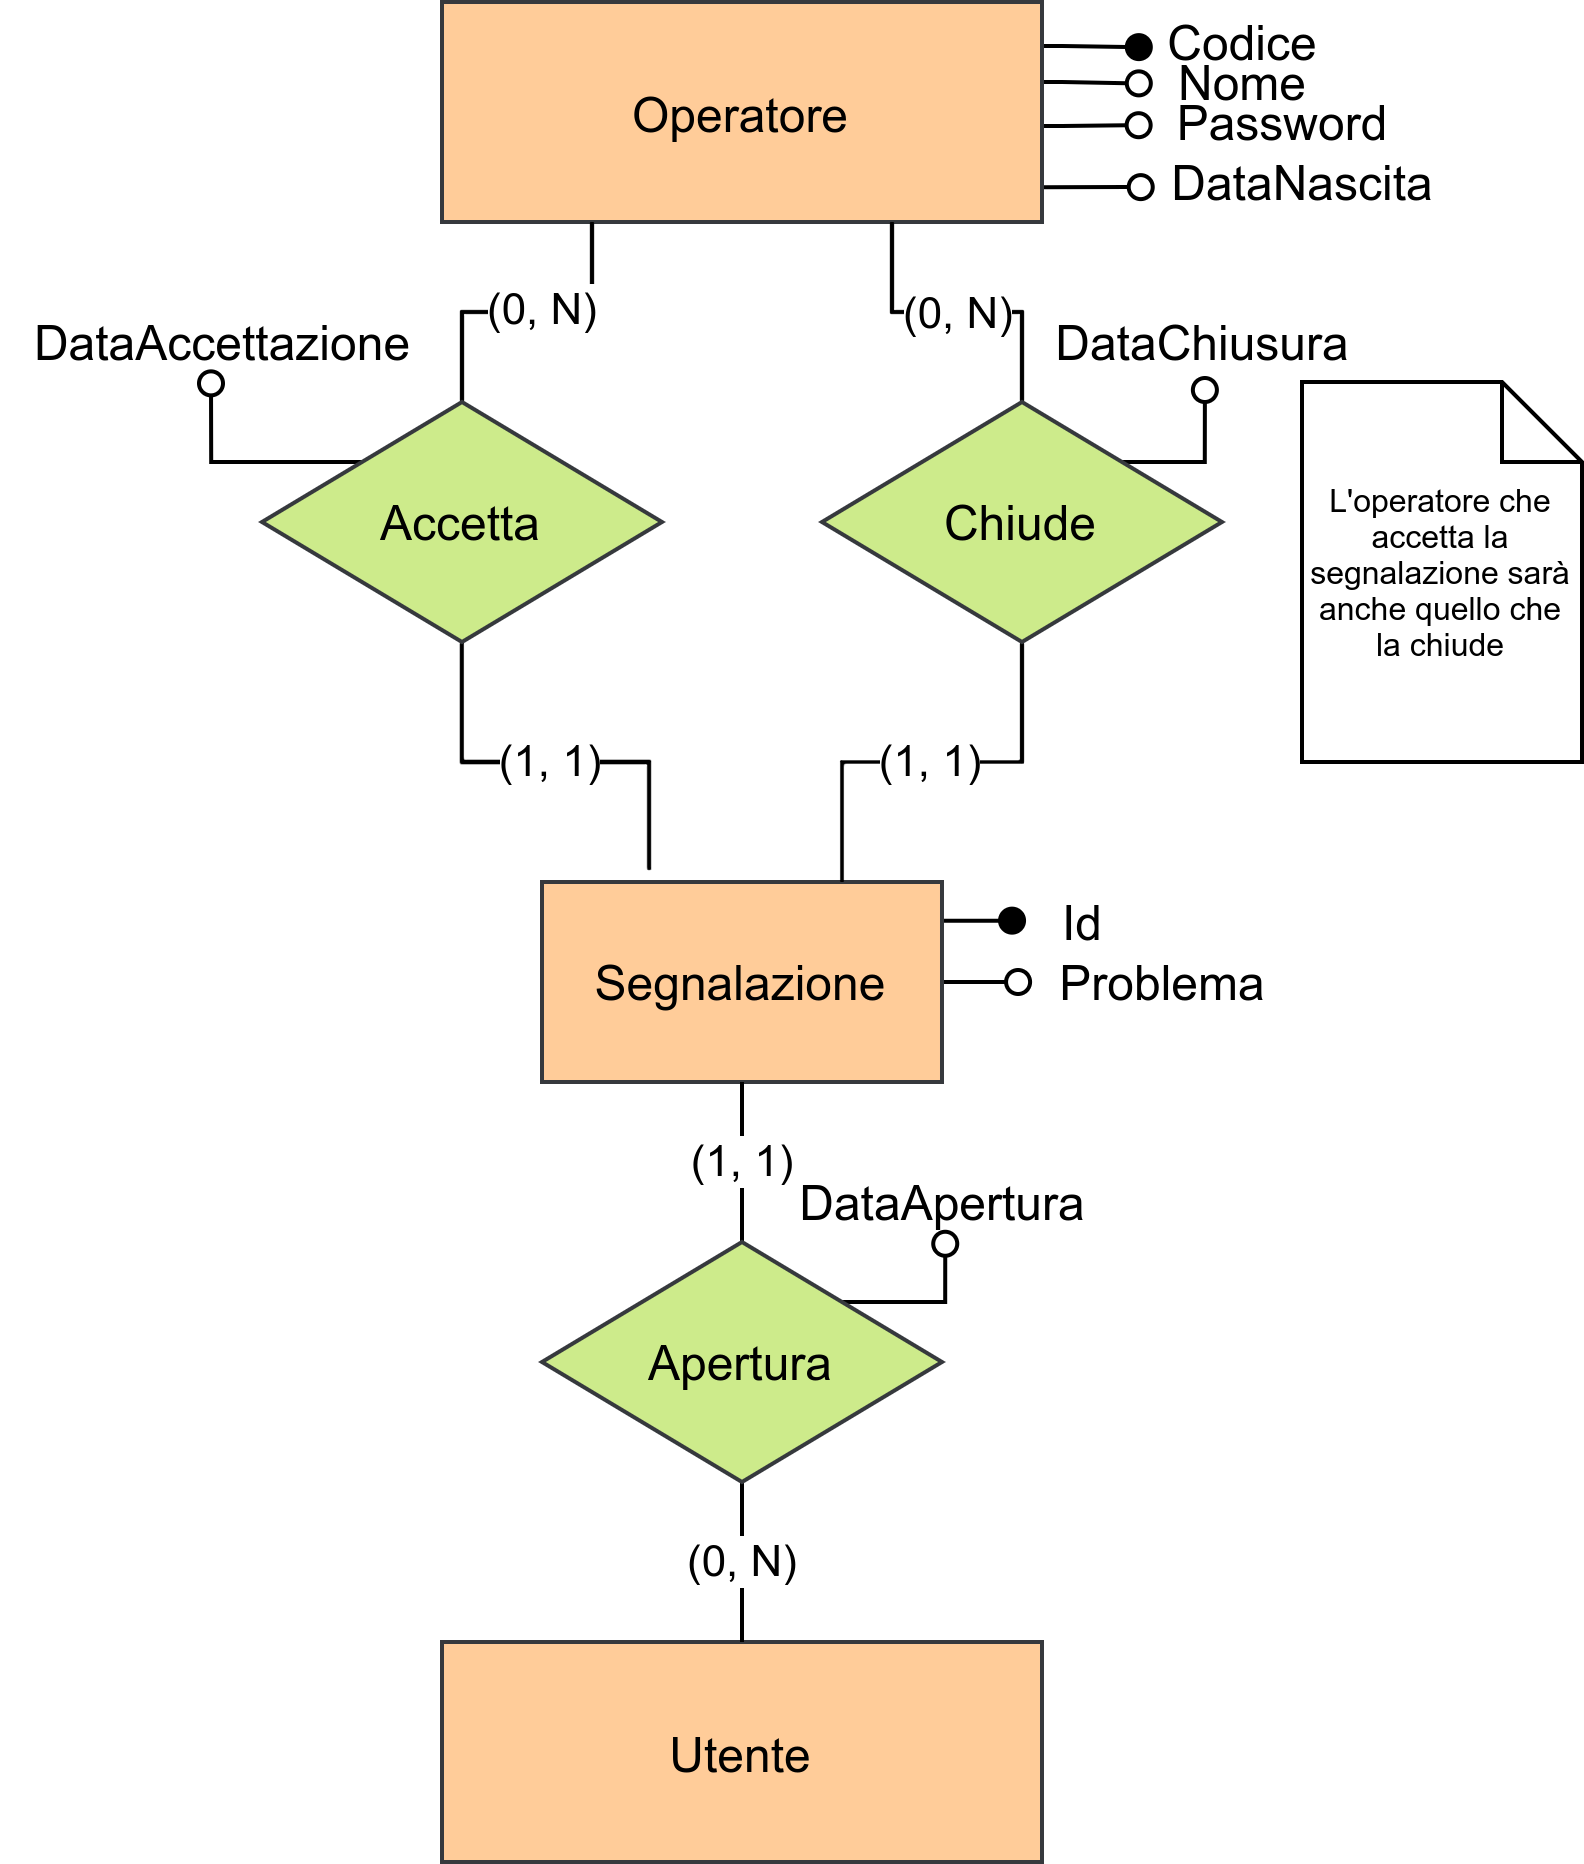 Operatore
Codice
Nome
Password
DataNascita
(0, N)
(0, N)
DataAccettazione
DataChiusura
Accetta
Chiude
L'operatore che
accetta la
segnalazione sarà
anche quello che
la chiude
(1, 1)
(1, 1)
Segnalazione
Id
Problema
(1, 1)
DataApertura
Apertura
(0, N)
Utente